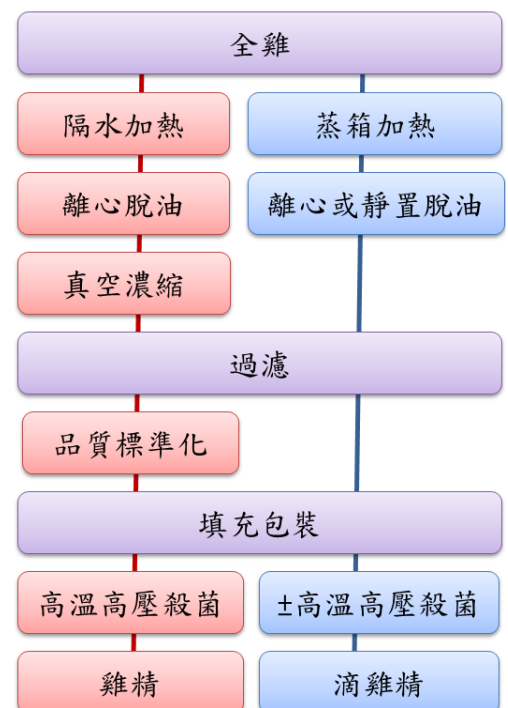 全雞
隔水加熱
蒸箱加熱
離心脫油
離心或靜置脫油
真空濃縮
過濾
品質標準化
填充包裝
高溫高壓殺菌
±高溫高壓殺菌
雞精
滴雞精